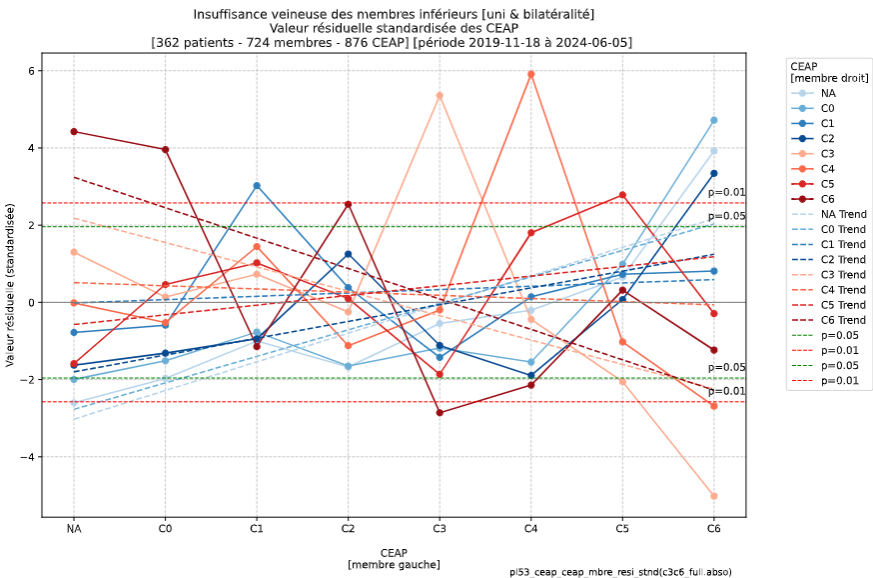 Insuffisance veineuse des membres inférieurs [uni & bilatéralité]
Valeur résiduelle standardisée des CEAP
[362 patients - 724 membres - 876 CEAP] [période 2019-11-18 à 2024-06-05]
Valeur résiduelle (standardisée)
6
4
2
0
−2
−4
p=0.01
p=0.05
p=0.05
p=0.01
NA
C0
C1
C2
C3
C4
C5
C6
CEAP
[membre gauche]
pl53_ceap_ceap_mbre_resi_stnd(c3c6_full.abso)
CEAP
[membre droit]
NA
C0
C1
C2
C3
C4
C5
C6
NA Trend
C0 Trend
C1 Trend
C2 Trend
C3 Trend
C4 Trend
C5 Trend
C6 Trend
p=0.05
p=0.01
p=0.05
p=0.01